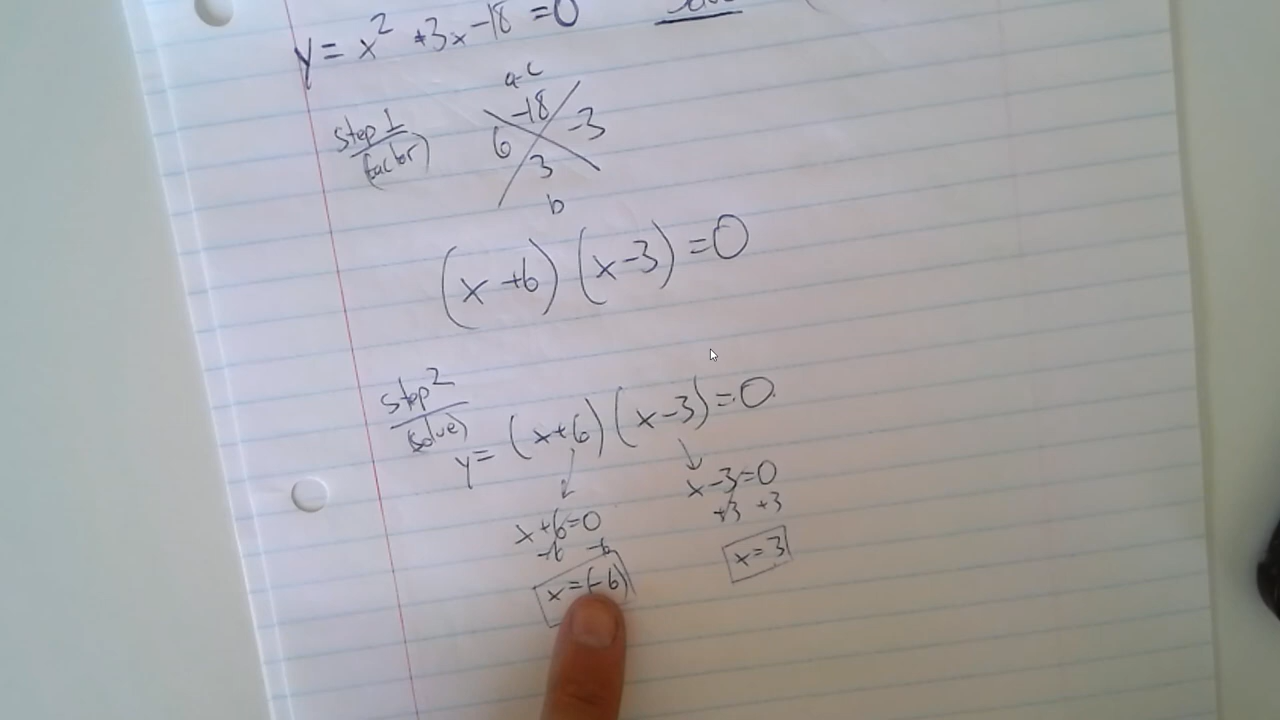 y = x² +3x -18 = 0
a·c
Step 1 -18
(factor) 6 -3
3
b
(x +6) (x -3) = 0
Step 2
(solve)
y = (x+6) (x-3) = 0
x+6=0 x-3=0
-6 -6 +3 +3
x=(-6) x=3